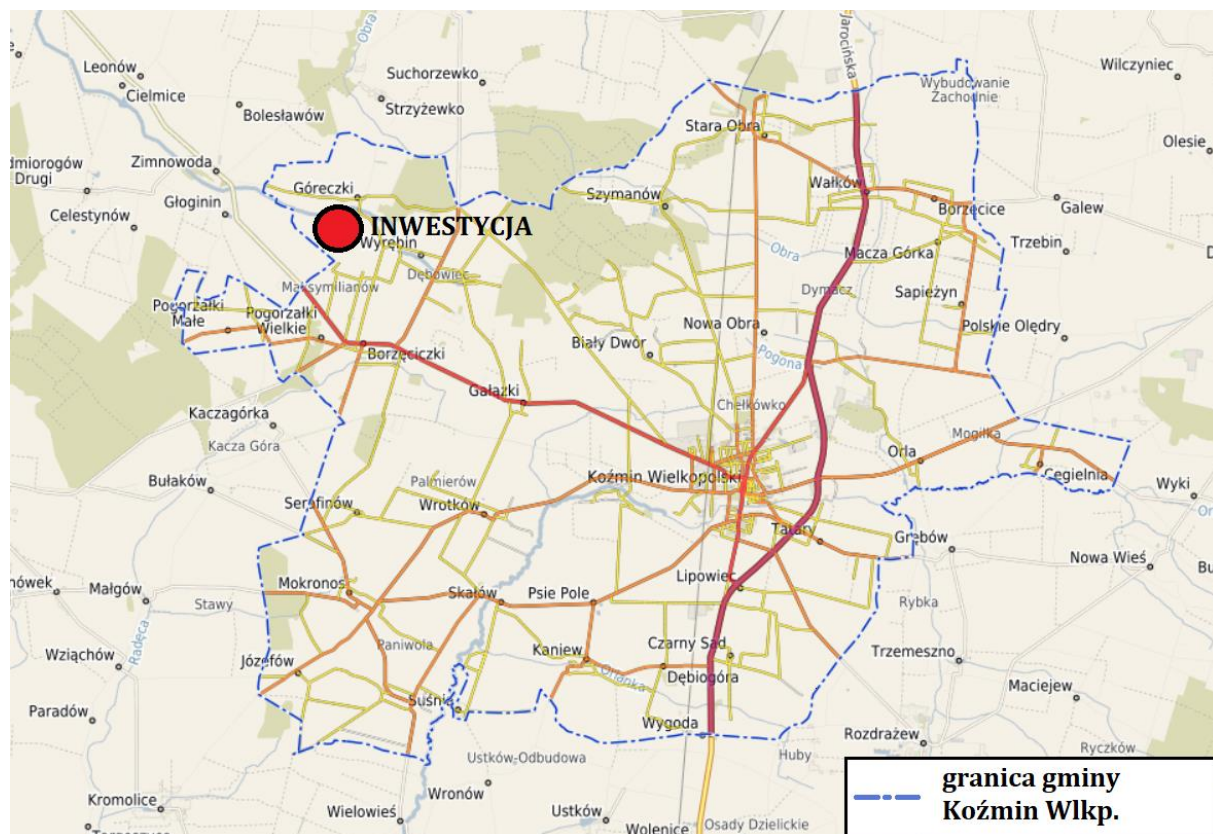 Jarocińska
Leonów
Cielmice
Obra
Suchorzewko
Strzyżewko
Bolesławów
Wilczyniec
Wybudowanie
Zachodnie
Stara Obra
Olesie
dmiorogów
Drugi
Zimnowoda
Góreczki
Szymanów
Wałków
Borzęcice
Galew
Celestynów
Głoginin
INWESTYCJA
Wyrębin
Dębowiec
Obra
Macza Górka
Trzebin
Maksymilianów
Dymacz
Sapieżyn
Pogorzałki
Małe
Pogorzałki
Wielkie
Borzęciczki
Biały Dwór
Nowa Obra
Pogona
Polskie Olędry
Gałązki
Chełkówko
Kaczagórka
Kacza Góra
Mogiłka
Orla
Bułaków
Palmierów
Koźmin Wielkopolski
Cegielnia
Wyki
Serafinów
Wrotków
Tatary
Grębów
Nowa Wieś
nówek
Małgów
Mokronos
Stawy
Skałów
Psie Pole
Lipowiec
Rybka
Radęca
Wziąchów
Paniwola
Kaniew
Czarny Sad
Trzemeszno
Józefów
Orlanka
Dębiogóra
Maciejew
Paradów
Suśnia
Wygoda
Rozdrażew
Ryczków
Ustków-Odbudowa
Huby
Kromolice
Wielowieś
Wronów
Ustków
Wolenice
Osady Dzielickie
granica gminy
Koźmin Wlkp.